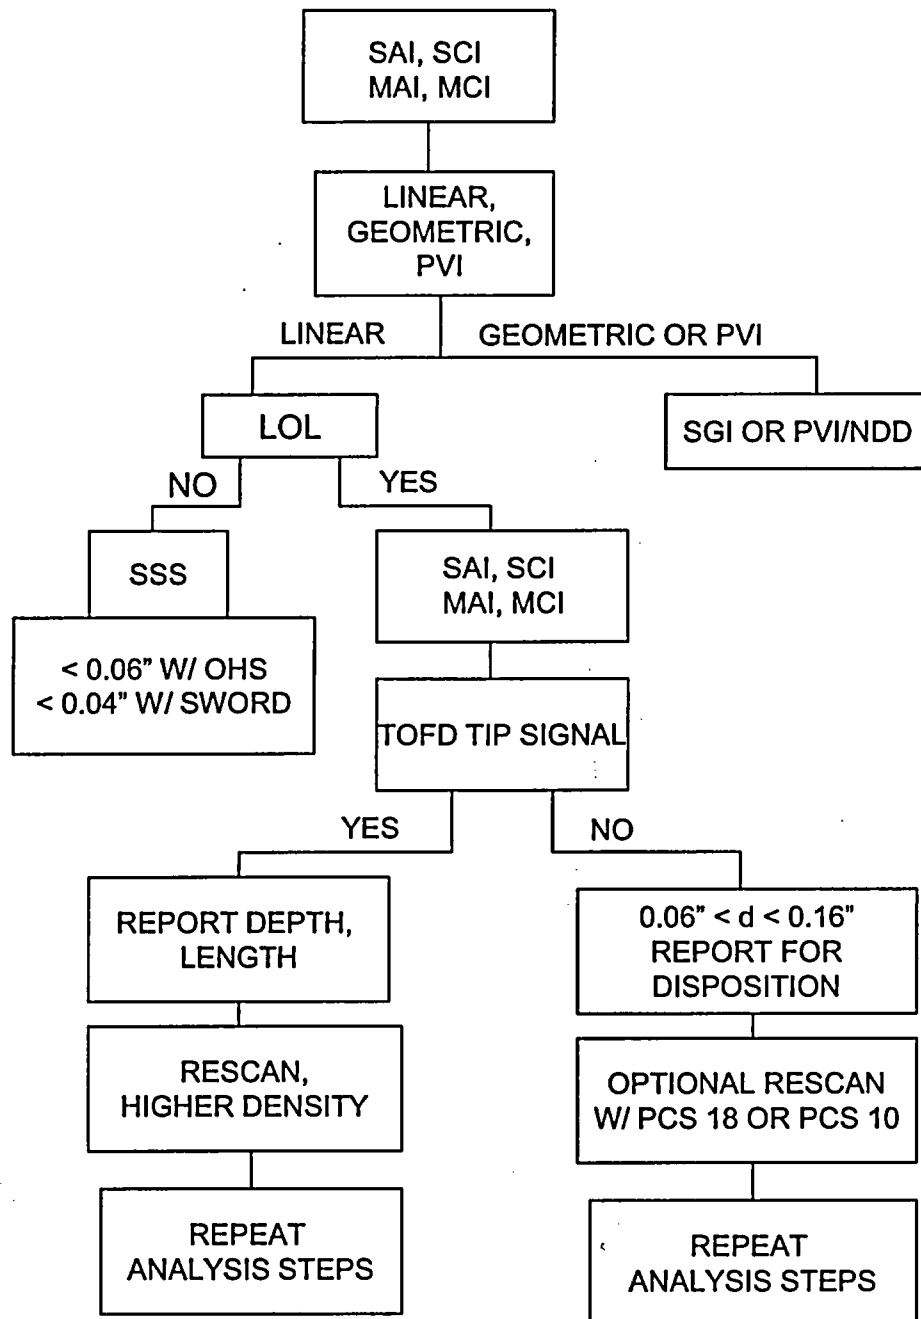 SAI, SCI
MAI, MCI
LINEAR,
GEOMETRIC,
PVI
LINEAR
GEOMETRIC OR PVI
LOL
SGI OR PVI/NDD
NO
YES
SSS
SAI, SCI
MAI, MCI
< 0.06" W/ OHS
< 0.04" W/ SWORD
TOFD TIP SIGNAL
YES
NO
REPORT DEPTH,
LENGTH
0.06" < d < 0.16"
REPORT FOR
DISPOSITION
RESCAN,
HIGHER DENSITY
OPTIONAL RESCAN
W/ PCS 18 OR PCS 10
REPEAT
ANALYSIS STEPS
REPEAT
ANALYSIS STEPS